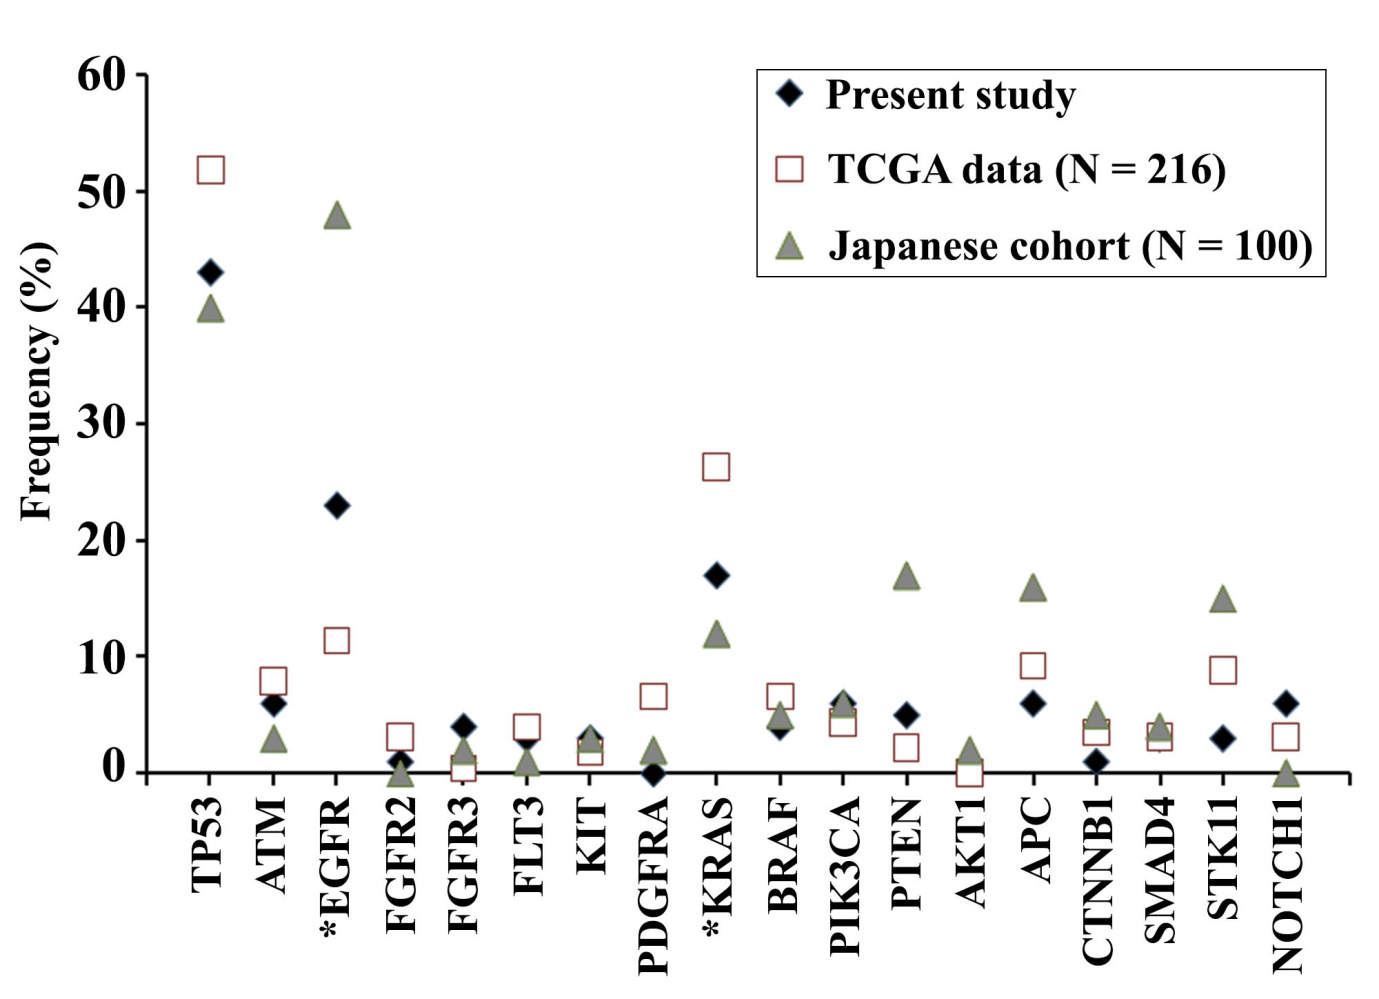 60
50
40
30
20
10
0
Frequency (%)
Present study
TCGA data (N = 216)
Japanese cohort (N = 100)
TP53
ATM
*EGFR
FGFR2
FGFR3
FLT3
KIT
PDGFRA
*KRAS
BRAF
PIK3CA
PTEN
AKT1
APC
CTNNB1
SMAD4
STK11
NOTCH1